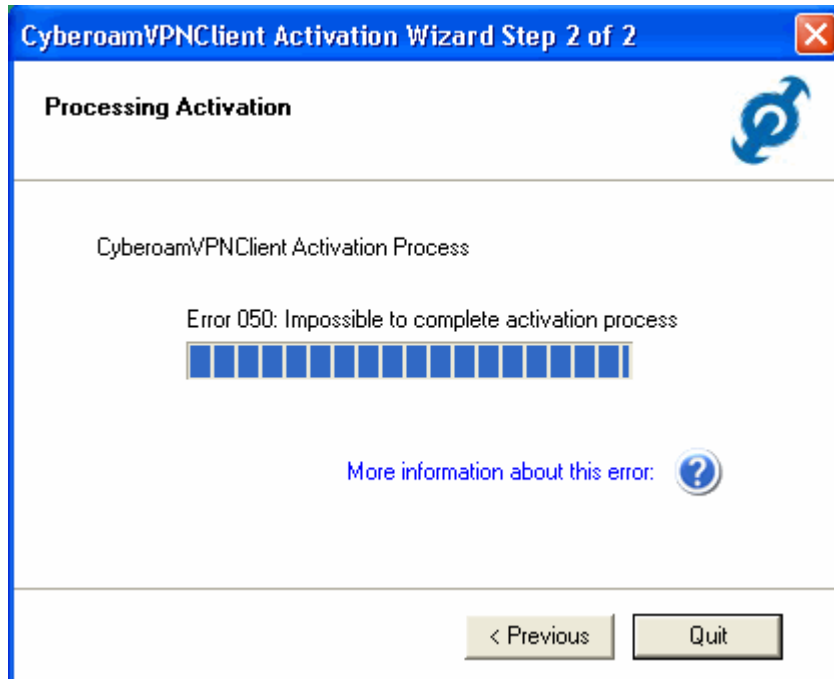 CyberoamVPNClient Activation Wizard Step 2 of 2
Processing Activation
CyberoamVPNClient Activation Process
Error 050: Impossible to complete activation process
More information about this error:
?
< Previous
Quit